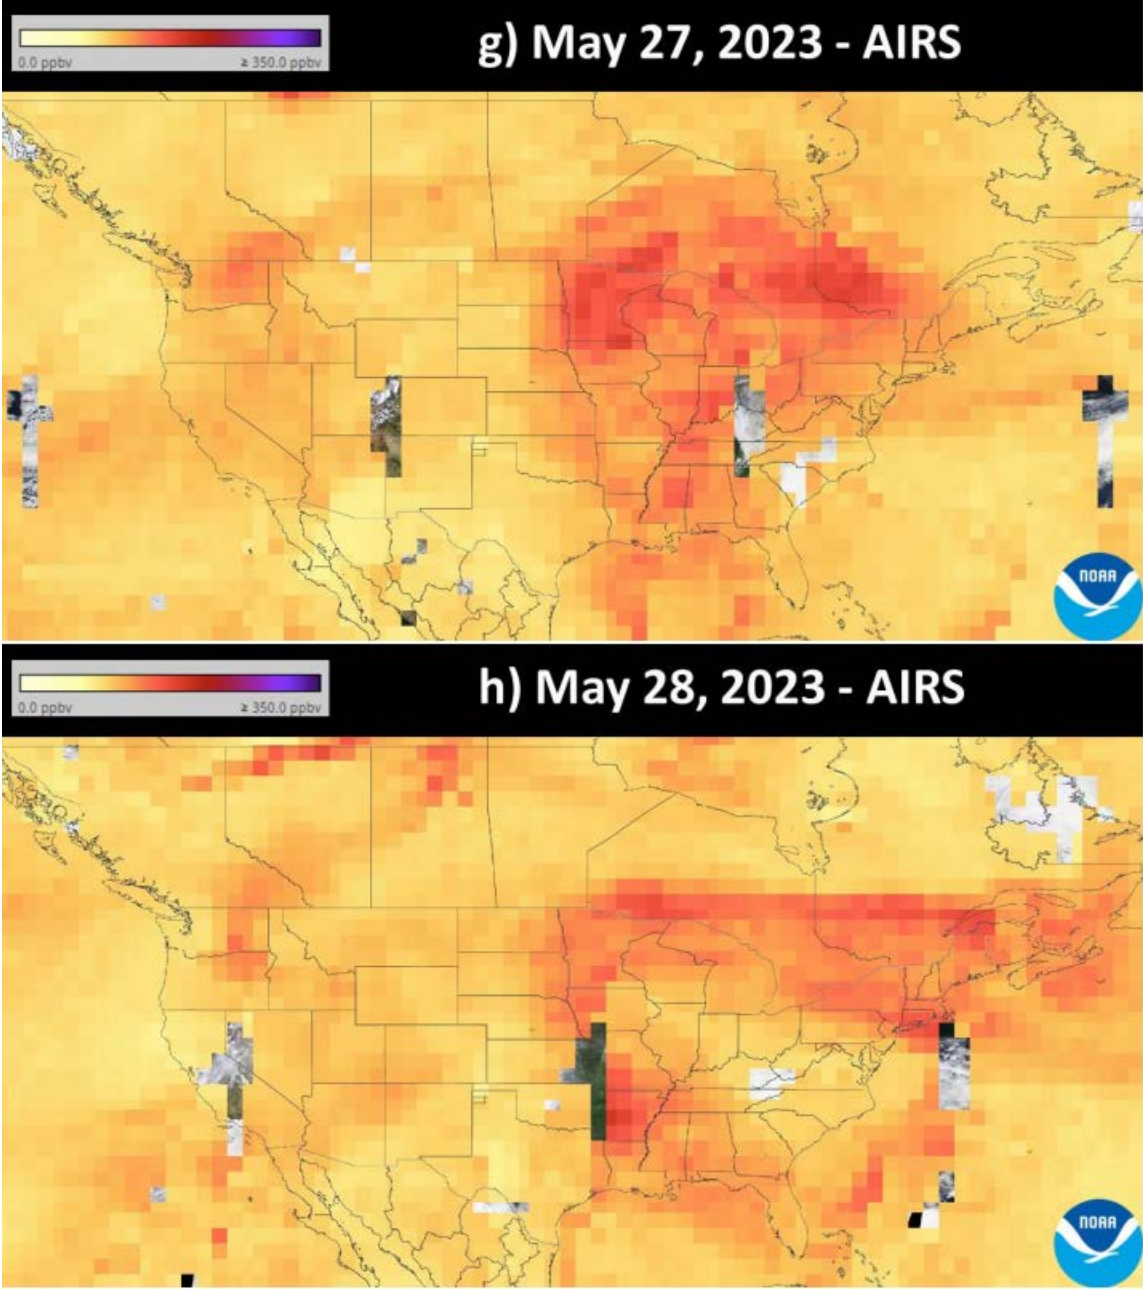 g) May 27, 2023 - AIRS
0.0 ppbv ≥ 350.0 ppbv
NOAA
h) May 28, 2023 - AIRS
0.0 ppbv ≥ 350.0 ppbv
NOAA